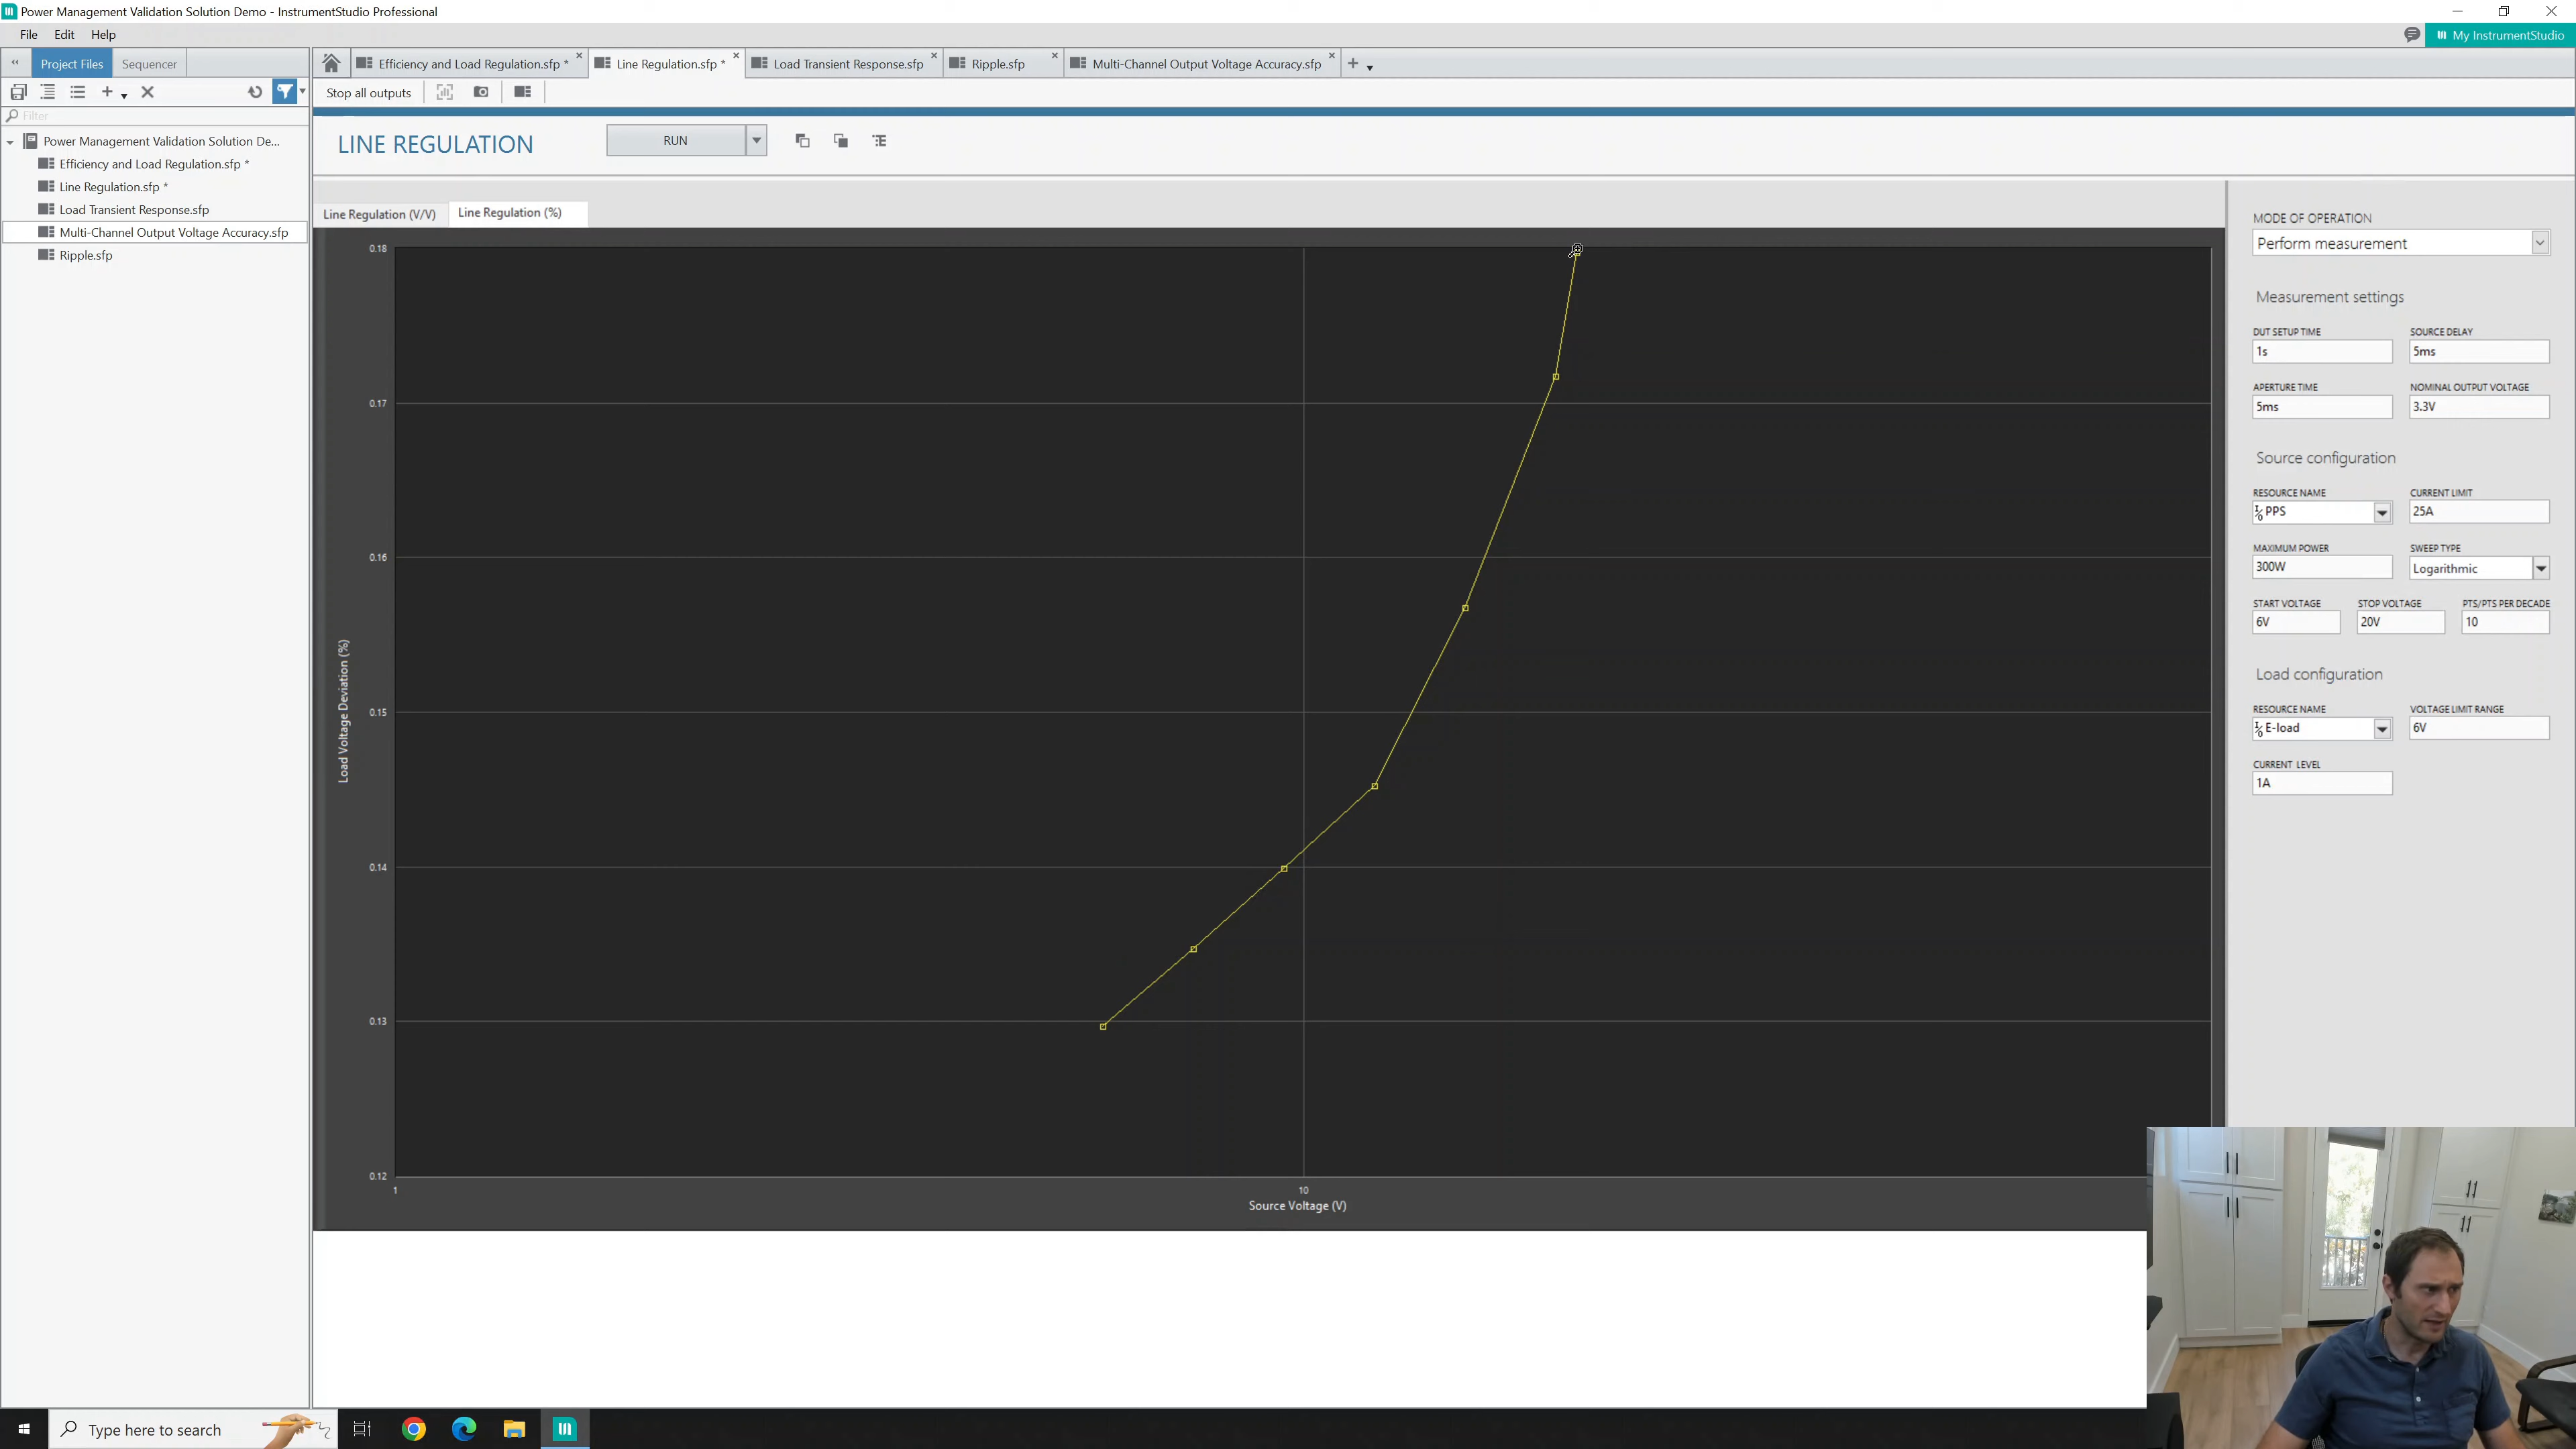 Power Management Validation Solution Demo - InstrumentStudio Professional
File Edit Help
My InstrumentStudio
Project Files Sequencer
Efficiency and Load Regulation.sfp * Line Regulation.sfp * Load Transient Response.sfp Ripple.sfp Multi-Channel Output Voltage Accuracy.sfp
Stop all outputs
Filter
LINE REGULATION
RUN
Power Management Validation Solution De...
Efficiency and Load Regulation.sfp *
Line Regulation.sfp *
Load Transient Response.sfp
Multi-Channel Output Voltage Accuracy.sfp
Ripple.sfp
Line Regulation (V/V) Line Regulation (%)
0.18
0.17
0.16
0.15
0.14
0.13
0.12
Load Voltage Deviation (%)
1 10
Source Voltage (V)
MODE OF OPERATION
Perform measurement
Measurement settings
DUT SETUP TIME SOURCE DELAY
1s 5ms
APERTURE TIME NOMINAL OUTPUT VOLTAGE
5ms 3.3V
Source configuration
RESOURCE NAME CURRENT LIMIT
PPS 25A
MAXIMUM POWER SWEEP TYPE
300W Logarithmic
START VOLTAGE STOP VOLTAGE PTS/PTS PER DECADE
6V 20V 10
Load configuration
RESOURCE NAME VOLTAGE LIMIT RANGE
E-load 6V
CURRENT LEVEL
1A
Type here to search